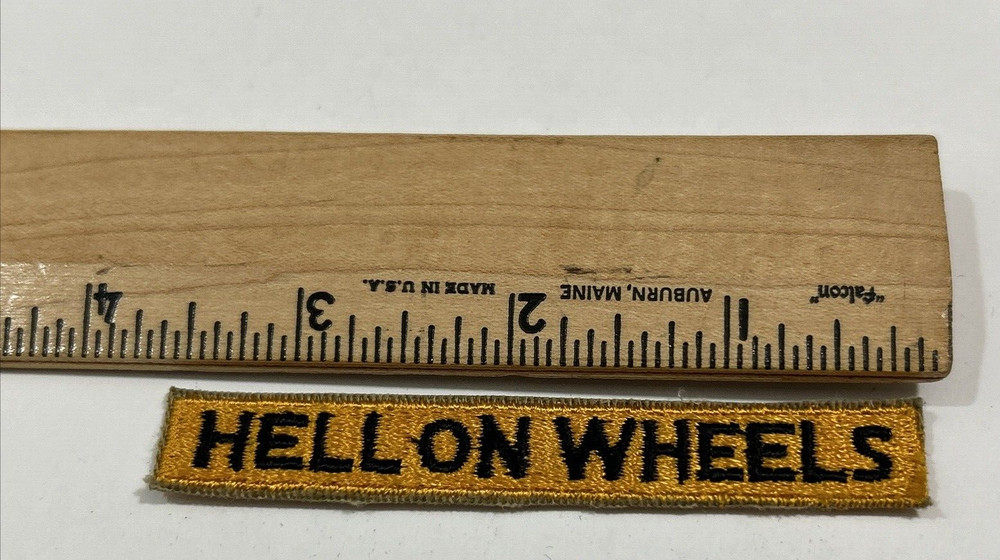 "Falcon"
AUBURN, MAINE
MADE IN U.S.A.
1 2 3 4
HELL ON WHEELS